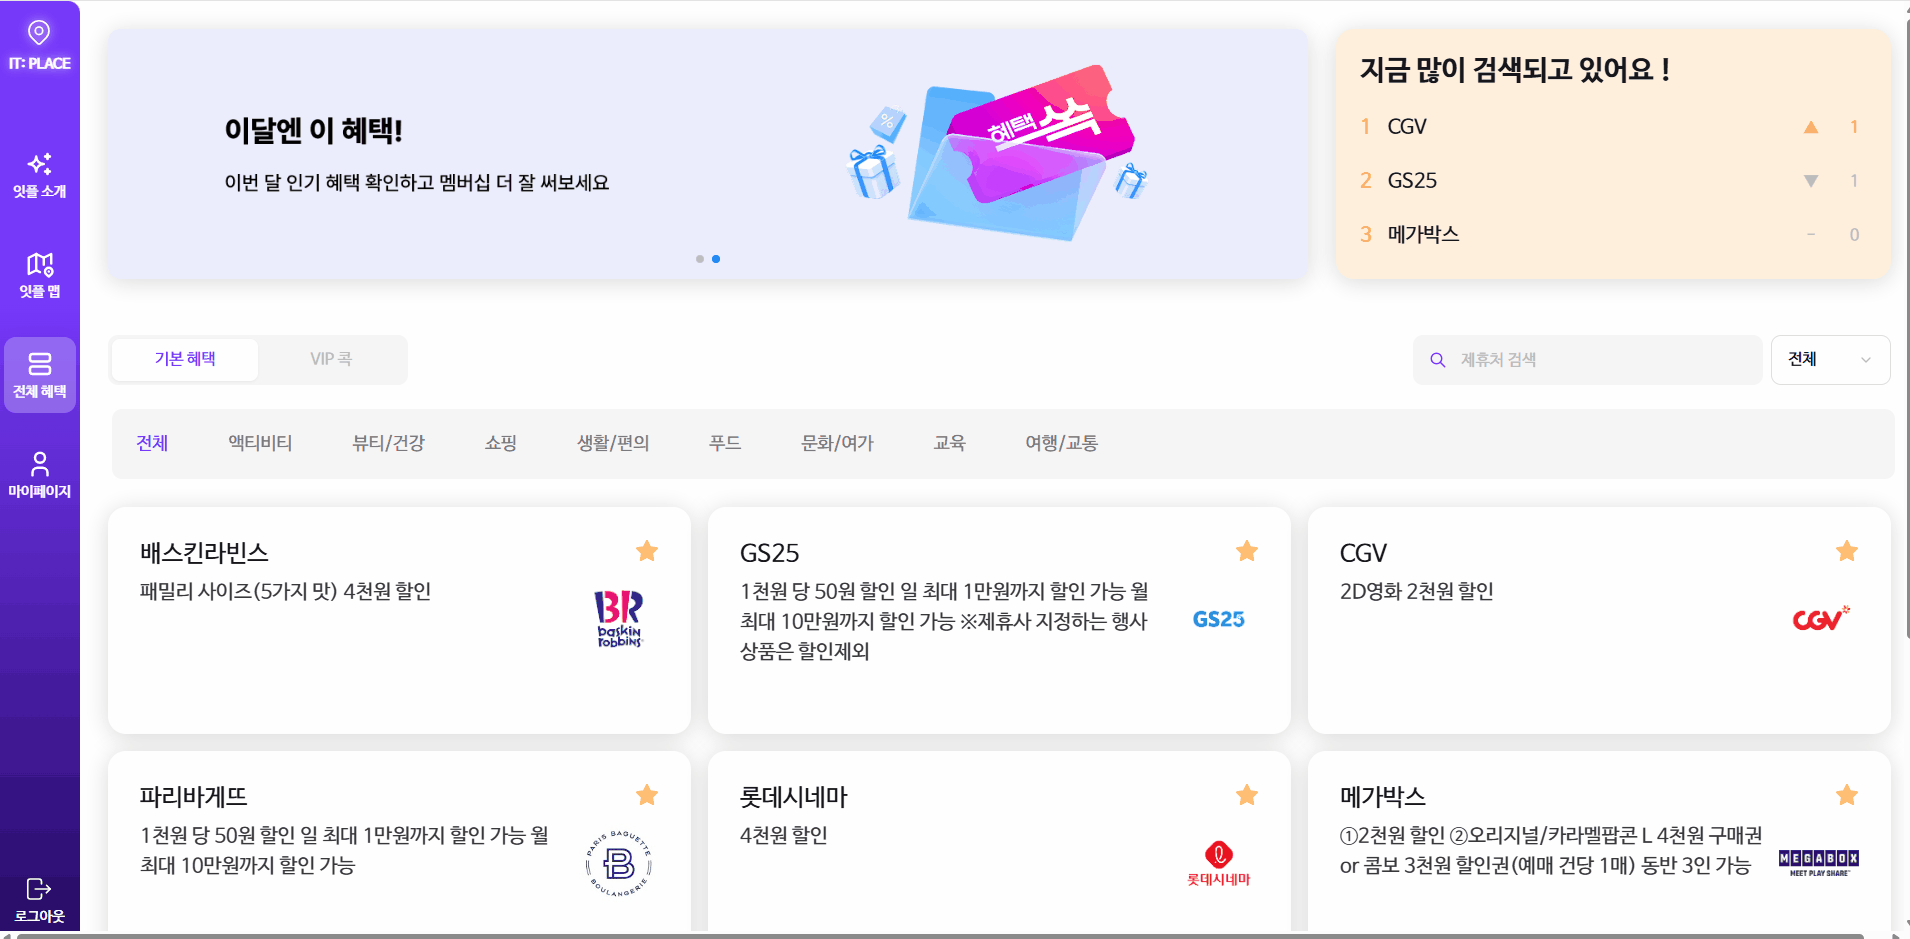 IT: PLACE
잇플 소개
잇플 맵
전체 혜택
마이페이지
로그아웃
이달엔 이 혜택!
이번 달 인기 혜택 확인하고 멤버십 더 잘 써보세요
%
혜택 쏙
지금 많이 검색되고 있어요 !
1 CGV ▲ 1
2 GS25 ▼ 1
3 메가박스 - 0
기본 혜택 VIP 콕
제휴처 검색
전체
전체 액티비티 뷰티/건강 쇼핑 생활/편의 푸드 문화/여가 교육 여행/교통
배스킨라빈스
패밀리 사이즈(5가지 맛) 4천원 할인
BR
baskin
robbins
GS25
1천원 당 50원 할인 일 최대 1만원까지 할인 가능 월
최대 10만원까지 할인 가능 ※제휴사 지정하는 행사
상품은 할인제외
GS25
CGV
2D영화 2천원 할인
CGV
파리바게뜨
1천원 당 50원 할인 일 최대 1만원까지 할인 가능 월
최대 10만원까지 할인 가능
PARIS BAGUETTE
B
BOULANGERIE
롯데시네마
4천원 할인
롯데시네마
메가박스
①2천원 할인 ②오리지널/카라멜팝콘 L 4천원 구매권
or 콤보 3천원 할인권(예매 건당 1매) 동반 3인 가능
MEGABOX
MEET PLAY SHARE